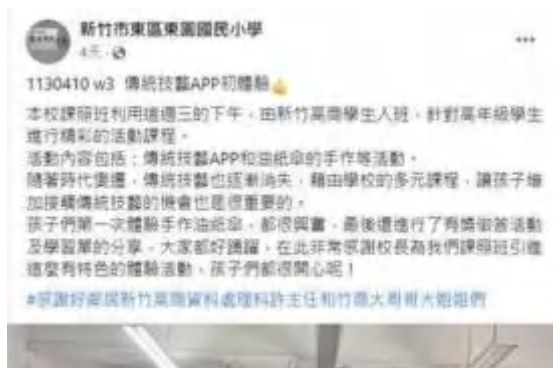 新竹市東區東園國民小學
4天
1130410 w3 傳統技藝APP初體驗
本校課照班利用這週三的下午，由新竹高商學生入班，針對高年級學生
進行精彩的活動課程。
活動內容包括：傳統技藝APP和油紙傘的手作等活動。
隨著時代變遷，傳統技藝也逐漸消失，藉由學校的多元課程，讓孩子增
加接觸傳統技藝的機會也是很重要的。
孩子們第一次體驗手作油紙傘，都很興奮，最後還進行了有獎徵答活動
及學習單的分享，大家都好踴躍，在此非常感謝校長為我們課照班引進
這麼有特色的體驗活動，孩子們都很開心呢！
#感謝好鄰居新竹高商資料處理科許主任和竹商大哥哥大姐姐們